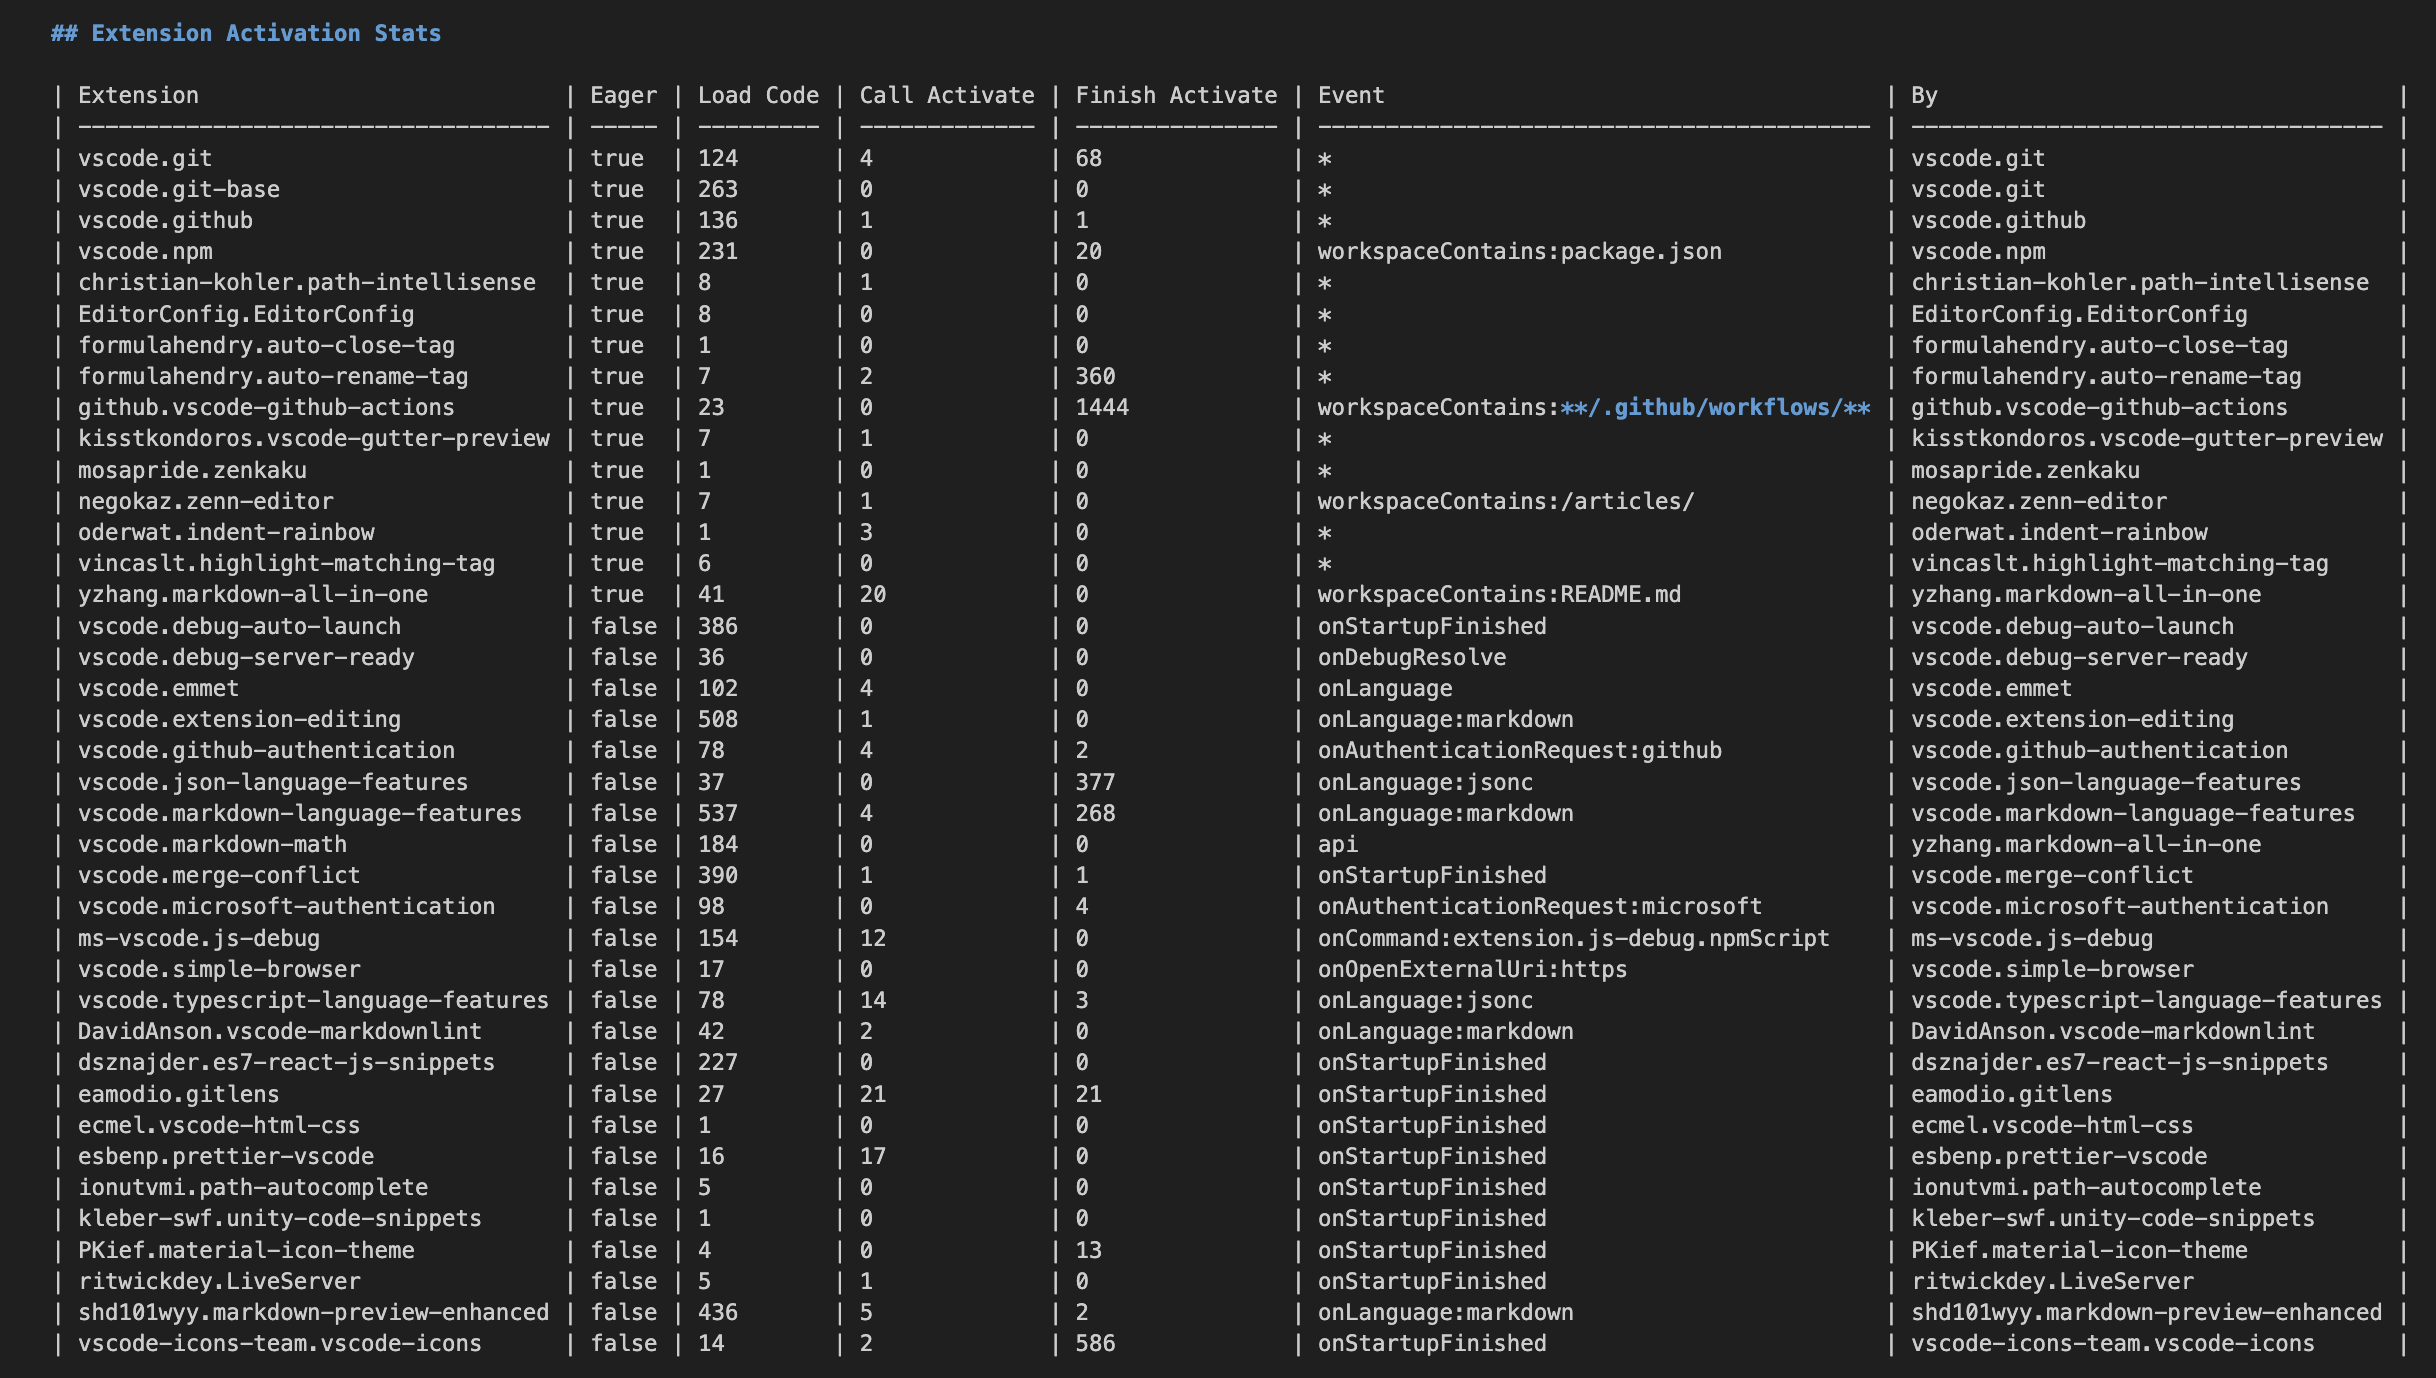 ## Extension Activation Stats
| Extension | Eager | Load Code | Call Activate | Finish Activate | Event | By |
| ----------------------------------- | ----- | --------- | ------------- | --------------- | ----------------------------------------- | ----------------------------------- |
| vscode.git | true | 124 | 4 | 68 | * | vscode.git |
| vscode.git-base | true | 263 | 0 | 0 | * | vscode.git |
| vscode.github | true | 136 | 1 | 1 | * | vscode.github |
| vscode.npm | true | 231 | 0 | 20 | workspaceContains:package.json | vscode.npm |
| christian-kohler.path-intellisense | true | 8 | 1 | 0 | * | christian-kohler.path-intellisense |
| EditorConfig.EditorConfig | true | 8 | 0 | 0 | * | EditorConfig.EditorConfig |
| formulahendry.auto-close-tag | true | 1 | 0 | 0 | * | formulahendry.auto-close-tag |
| formulahendry.auto-rename-tag | true | 7 | 2 | 360 | * | formulahendry.auto-rename-tag |
| github.vscode-github-actions | true | 23 | 0 | 1444 | workspaceContains:**/.github/workflows/** | github.vscode-github-actions |
| kisstkondoros.vscode-gutter-preview | true | 7 | 1 | 0 | * | kisstkondoros.vscode-gutter-preview |
| mosapride.zenkaku | true | 1 | 0 | 0 | * | mosapride.zenkaku |
| negokaz.zenn-editor | true | 7 | 1 | 0 | workspaceContains:/articles/ | negokaz.zenn-editor |
| oderwat.indent-rainbow | true | 1 | 3 | 0 | * | oderwat.indent-rainbow |
| vincaslt.highlight-matching-tag | true | 6 | 0 | 0 | * | vincaslt.highlight-matching-tag |
| yzhang.markdown-all-in-one | true | 41 | 20 | 0 | workspaceContains:README.md | yzhang.markdown-all-in-one |
| vscode.debug-auto-launch | false | 386 | 0 | 0 | onStartupFinished | vscode.debug-auto-launch |
| vscode.debug-server-ready | false | 36 | 0 | 0 | onDebugResolve | vscode.debug-server-ready |
| vscode.emmet | false | 102 | 4 | 0 | onLanguage | vscode.emmet |
| vscode.extension-editing | false | 508 | 1 | 0 | onLanguage:markdown | vscode.extension-editing |
| vscode.github-authentication | false | 78 | 4 | 2 | onAuthenticationRequest:github | vscode.github-authentication |
| vscode.json-language-features | false | 37 | 0 | 377 | onLanguage:jsonc | vscode.json-language-features |
| vscode.markdown-language-features | false | 537 | 4 | 268 | onLanguage:markdown | vscode.markdown-language-features |
| vscode.markdown-math | false | 184 | 0 | 0 | api | yzhang.markdown-all-in-one |
| vscode.merge-conflict | false | 390 | 1 | 1 | onStartupFinished | vscode.merge-conflict |
| vscode.microsoft-authentication | false | 98 | 0 | 4 | onAuthenticationRequest:microsoft | vscode.microsoft-authentication |
| ms-vscode.js-debug | false | 154 | 12 | 0 | onCommand:extension.js-debug.npmScript | ms-vscode.js-debug |
| vscode.simple-browser | false | 17 | 0 | 0 | onOpenExternalUri:https | vscode.simple-browser |
| vscode.typescript-language-features | false | 78 | 14 | 3 | onLanguage:jsonc | vscode.typescript-language-features |
| DavidAnson.vscode-markdownlint | false | 42 | 2 | 0 | onLanguage:markdown | DavidAnson.vscode-markdownlint |
| dsznajder.es7-react-js-snippets | false | 227 | 0 | 0 | onStartupFinished | dsznajder.es7-react-js-snippets |
| eamodio.gitlens | false | 27 | 21 | 21 | onStartupFinished | eamodio.gitlens |
| ecmel.vscode-html-css | false | 1 | 0 | 0 | onStartupFinished | ecmel.vscode-html-css |
| esbenp.prettier-vscode | false | 16 | 17 | 0 | onStartupFinished | esbenp.prettier-vscode |
| ionutvmi.path-autocomplete | false | 5 | 0 | 0 | onStartupFinished | ionutvmi.path-autocomplete |
| kleber-swf.unity-code-snippets | false | 1 | 0 | 0 | onStartupFinished | kleber-swf.unity-code-snippets |
| PKief.material-icon-theme | false | 4 | 0 | 13 | onStartupFinished | PKief.material-icon-theme |
| ritwickdey.LiveServer | false | 5 | 1 | 0 | onStartupFinished | ritwickdey.LiveServer |
| shd101wyy.markdown-preview-enhanced | false | 436 | 5 | 2 | onLanguage:markdown | shd101wyy.markdown-preview-enhanced |
| vscode-icons-team.vscode-icons | false | 14 | 2 | 586 | onStartupFinished | vscode-icons-team.vscode-icons |